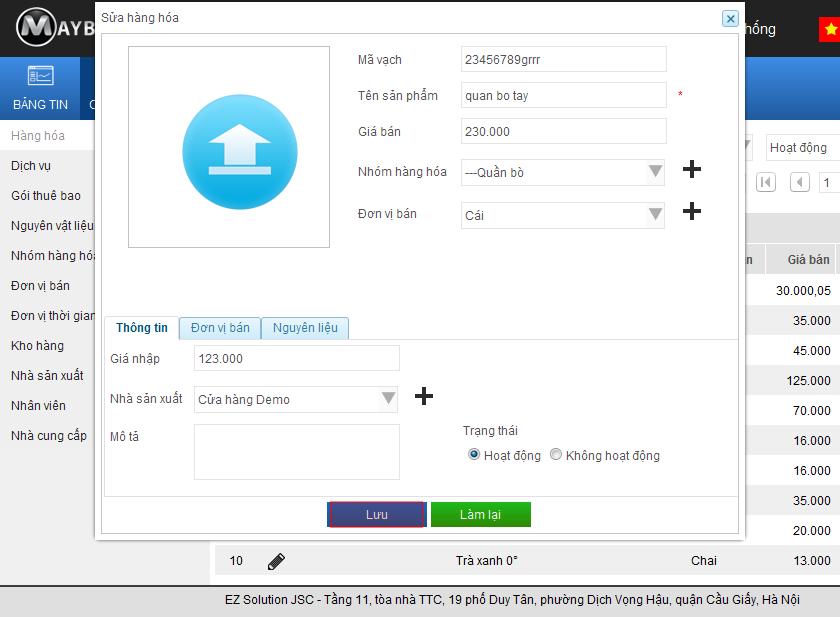 MAYB
Sửa hàng hóa
hống
BẢNG TIN
Hàng hóa
Dịch vụ
Gói thuê bao
Nguyên vật liệu
Nhóm hàng hóa
Đơn vị bán
Đơn vị thời gian
Kho hàng
Nhà sản xuất
Nhân viên
Nhà cung cấp
Mã vạch 23456789grrr
Tên sản phẩm quan bo tay *
Giá bán 230.000
Nhóm hàng hóa ---Quần bò
Đơn vị bán Cái
Thông tin Đơn vị bán Nguyên liệu
Giá nhập 123.000
Nhà sản xuất Cửa hàng Demo
Mô tả
Trạng thái
Hoạt động Không hoạt động
Lưu Làm lại
Hoạt động
1
n Giá bán
30.000,05
35.000
45.000
125.000
70.000
16.000
16.000
35.000
20.000
10 Trà xanh 0° Chai 13.000
EZ Solution JSC - Tầng 11, tòa nhà TTC, 19 phố Duy Tân, phường Dịch Vọng Hậu, quận Cầu Giấy, Hà Nội